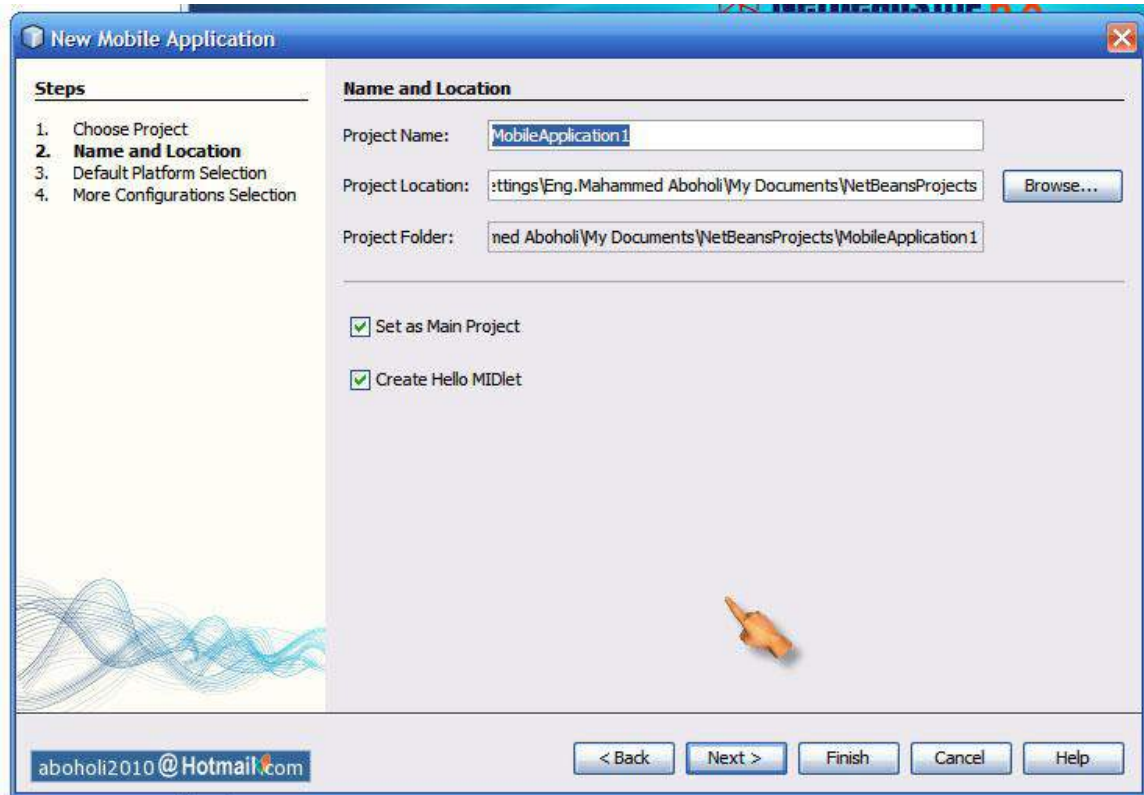 New Mobile Application
Steps
1. Choose Project
2. Name and Location
3. Default Platform Selection
4. More Configurations Selection
Name and Location
Project Name: MobileApplication1
Project Location: :ttings\Eng.Mahammed Aboholi\My Documents\NetBeansProjects Browse...
Project Folder: ned Aboholi\My Documents\NetBeansProjects\MobileApplication1
Set as Main Project
Create Hello MIDlet
aboholi2010@Hotmail.com
< Back Next > Finish Cancel Help